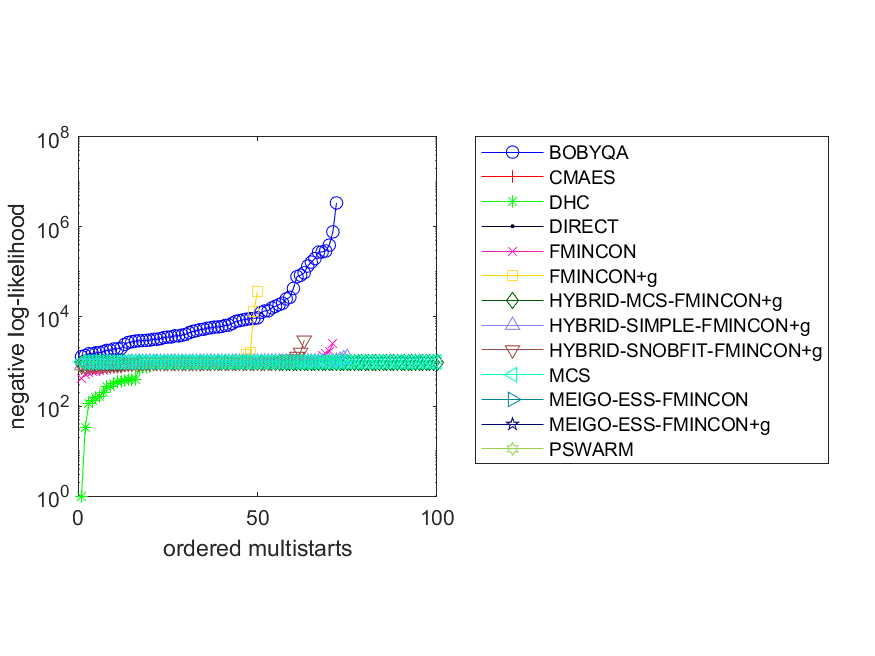 10^8
10^6
10^4
10^2
10^0
0
50
100
negative log-likelihood
ordered multistarts
BOBYQA
CMAES
DHC
DIRECT
FMINCON
FMINCON+g
HYBRID-MCS-FMINCON+g
HYBRID-SIMPLE-FMINCON+g
HYBRID-SNOBFIT-FMINCON+g
MCS
MEIGO-ESS-FMINCON
MEIGO-ESS-FMINCON+g
PSWARM